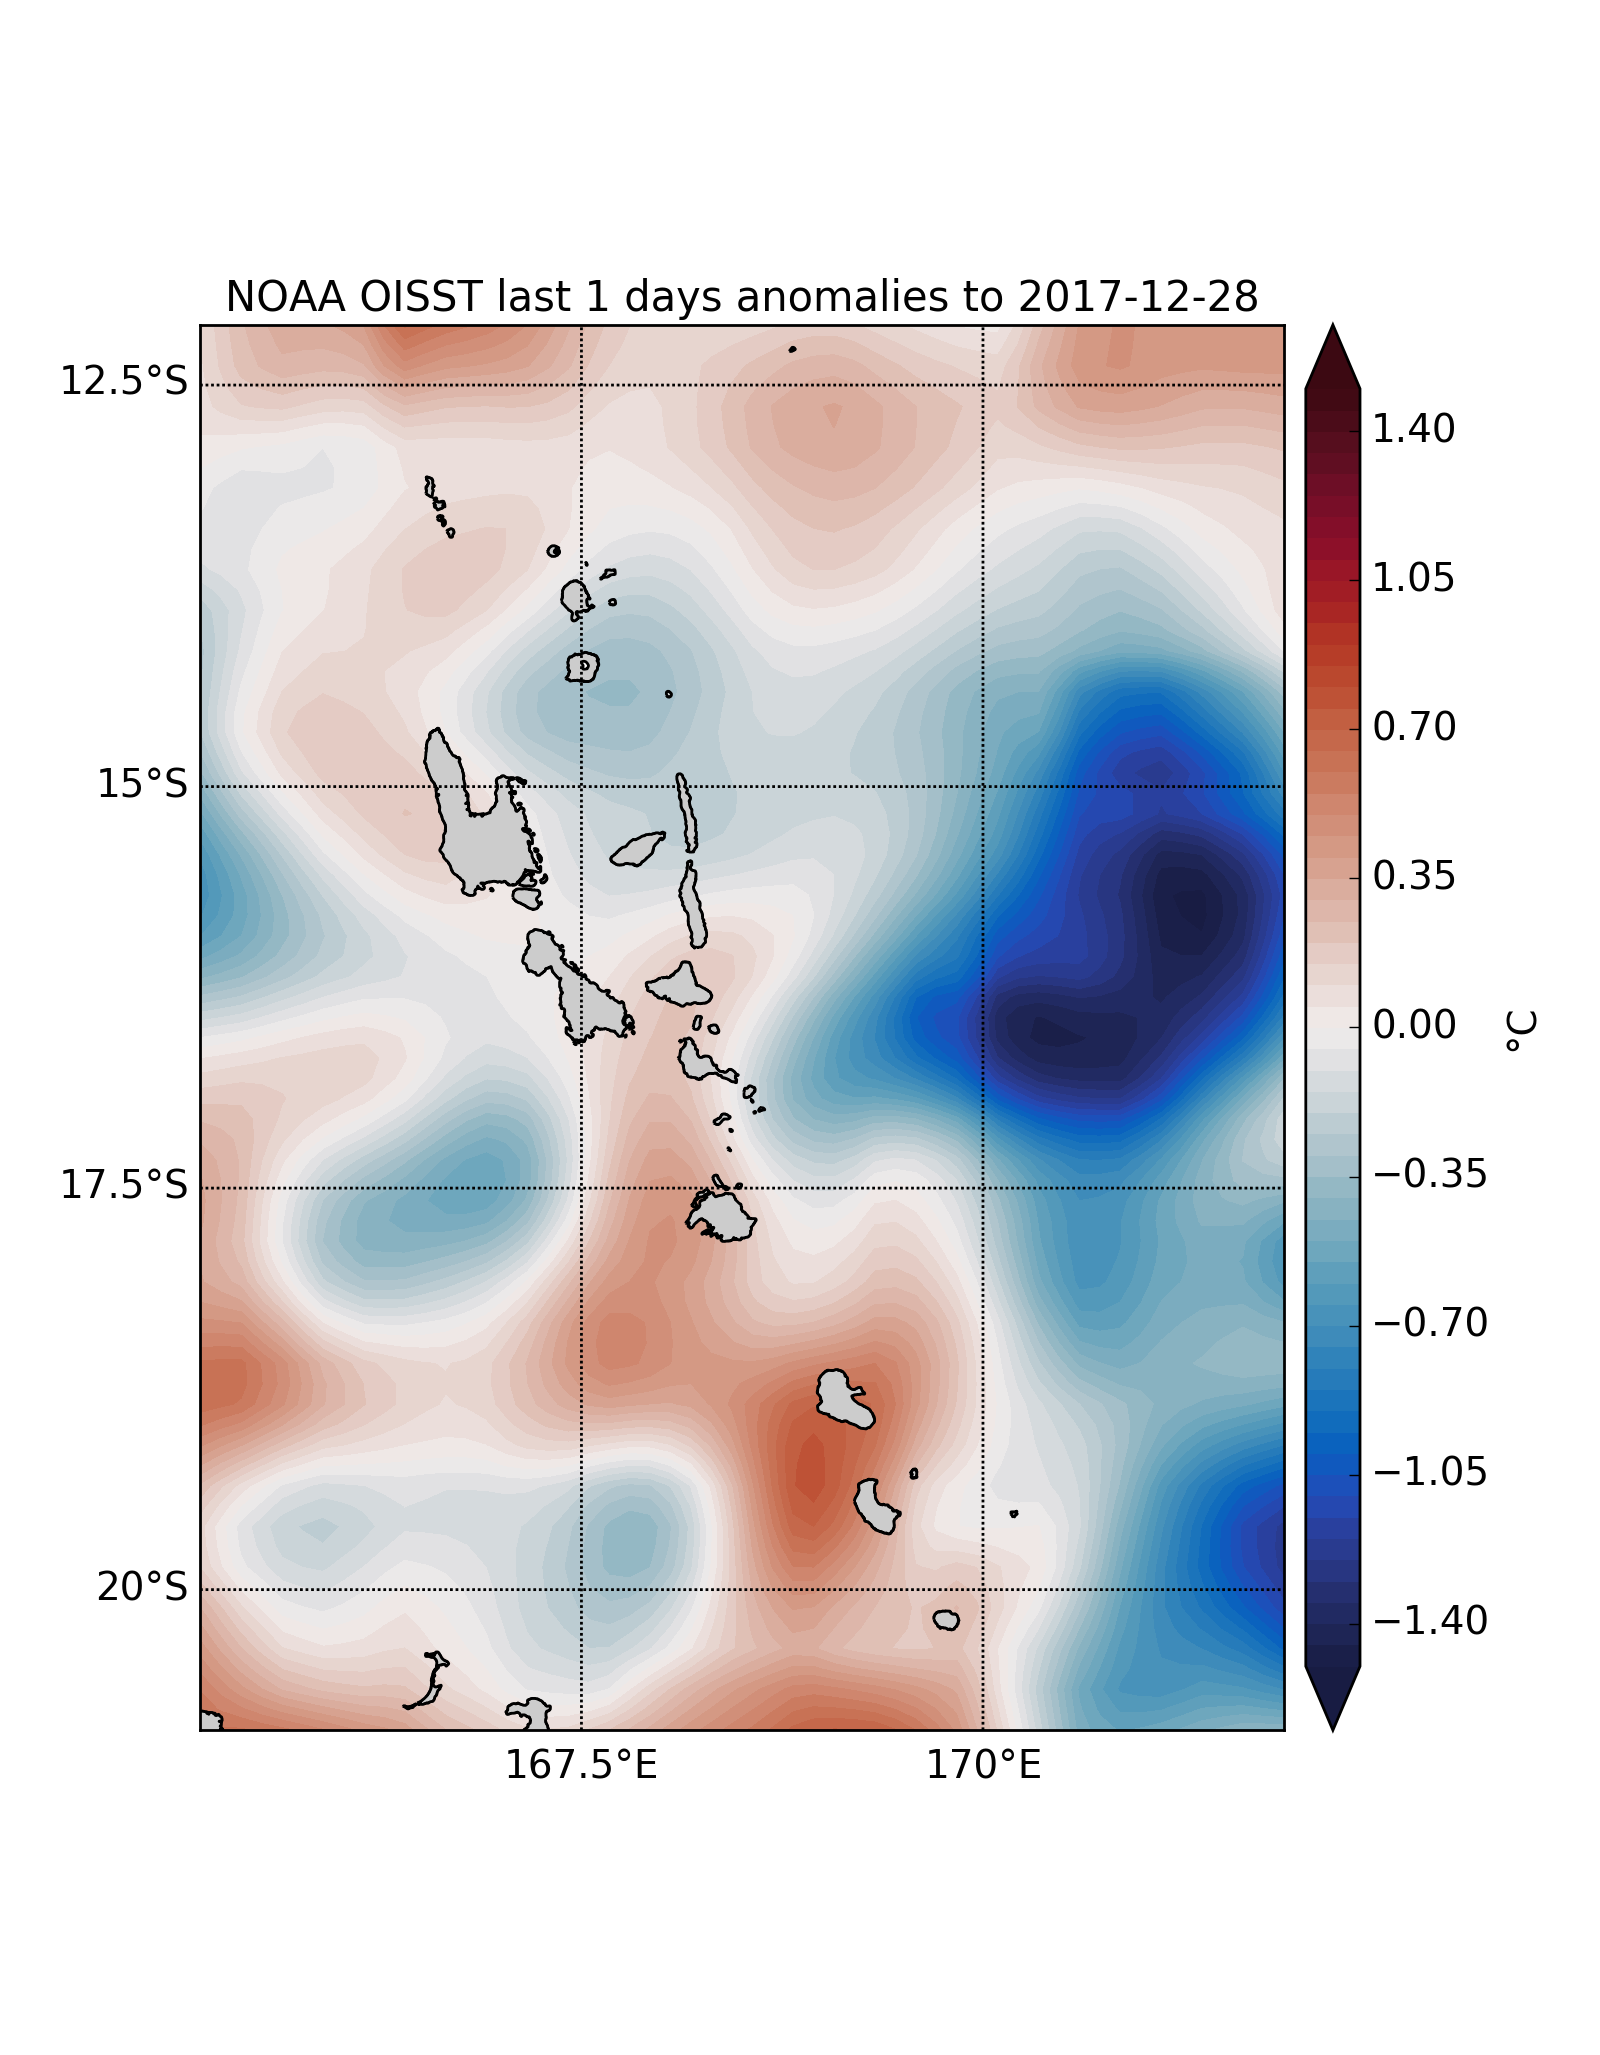 NOAA OISST last 1 days anomalies to 2017-12-28
12.5°S
15°S
17.5°S
20°S
167.5°E
170°E
1.40
1.05
0.70
0.35
0.00
−0.35
−0.70
−1.05
−1.40
°C